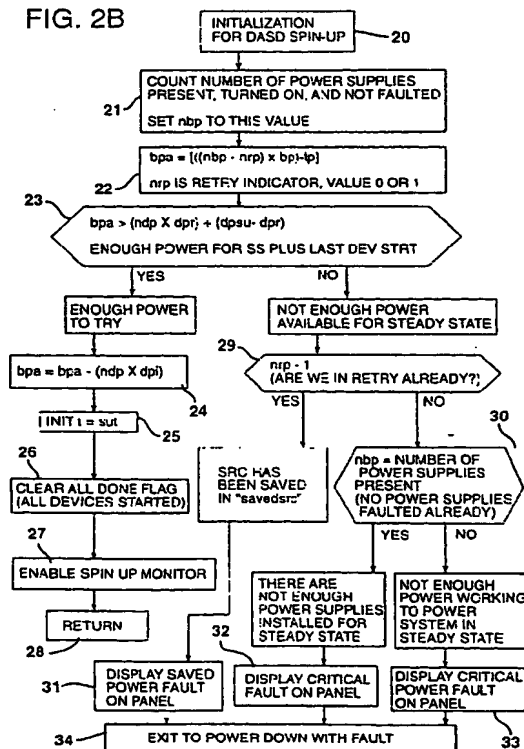 FIG. 2B
INITIALIZATION
FOR DASD SPIN-UP
20
COUNT NUMBER OF POWER SUPPLIES
PRESENT, TURNED ON, AND NOT FAULTED
SET nbp TO THIS VALUE
21
bpa = [((nbp - nrp) x bp)-lp]
nrp IS RETRY INDICATOR, VALUE 0 OR 1
22
23
bpa > (ndp X dpr) + (dpsu- dpr)
ENOUGH POWER FOR SS PLUS LAST DEV STRT
YES
NO
ENOUGH
POWER
TO TRY
NOT ENOUGH POWER
AVAILABLE FOR STEADY STATE
29
nrp - 1
(ARE WE IN RETRY ALREADY?)
YES
NO
bpa = bpa - (ndp X dpi)
24
INIT t = sut
25
26
CLEAR ALL DONE FLAG
(ALL DEVICES STARTED)
SRC HAS
BEEN SAVED
IN "savedsrc"
30
nbp = NUMBER
OF
POWER SUPPLIES
PRESENT
(NO POWER SUPPLIES
FAULTED ALREADY)
YES
NO
27
ENABLE SPIN UP MONITOR
RETURN
28
THERE ARE
NOT ENOUGH
POWER SUPPLIES
INSTALLED FOR
STEADY STATE
NOT ENOUGH
POWER WORKING
TO POWER
SYSTEM IN
STEADY STATE
31
DISPLAY SAVED
POWER FAULT
ON PANEL
32
DISPLAY CRITICAL
FAULT ON PANEL
DISPLAY CRITICAL
POWER FAULT
ON PANEL
33
34
EXIT TO POWER DOWN WITH FAULT